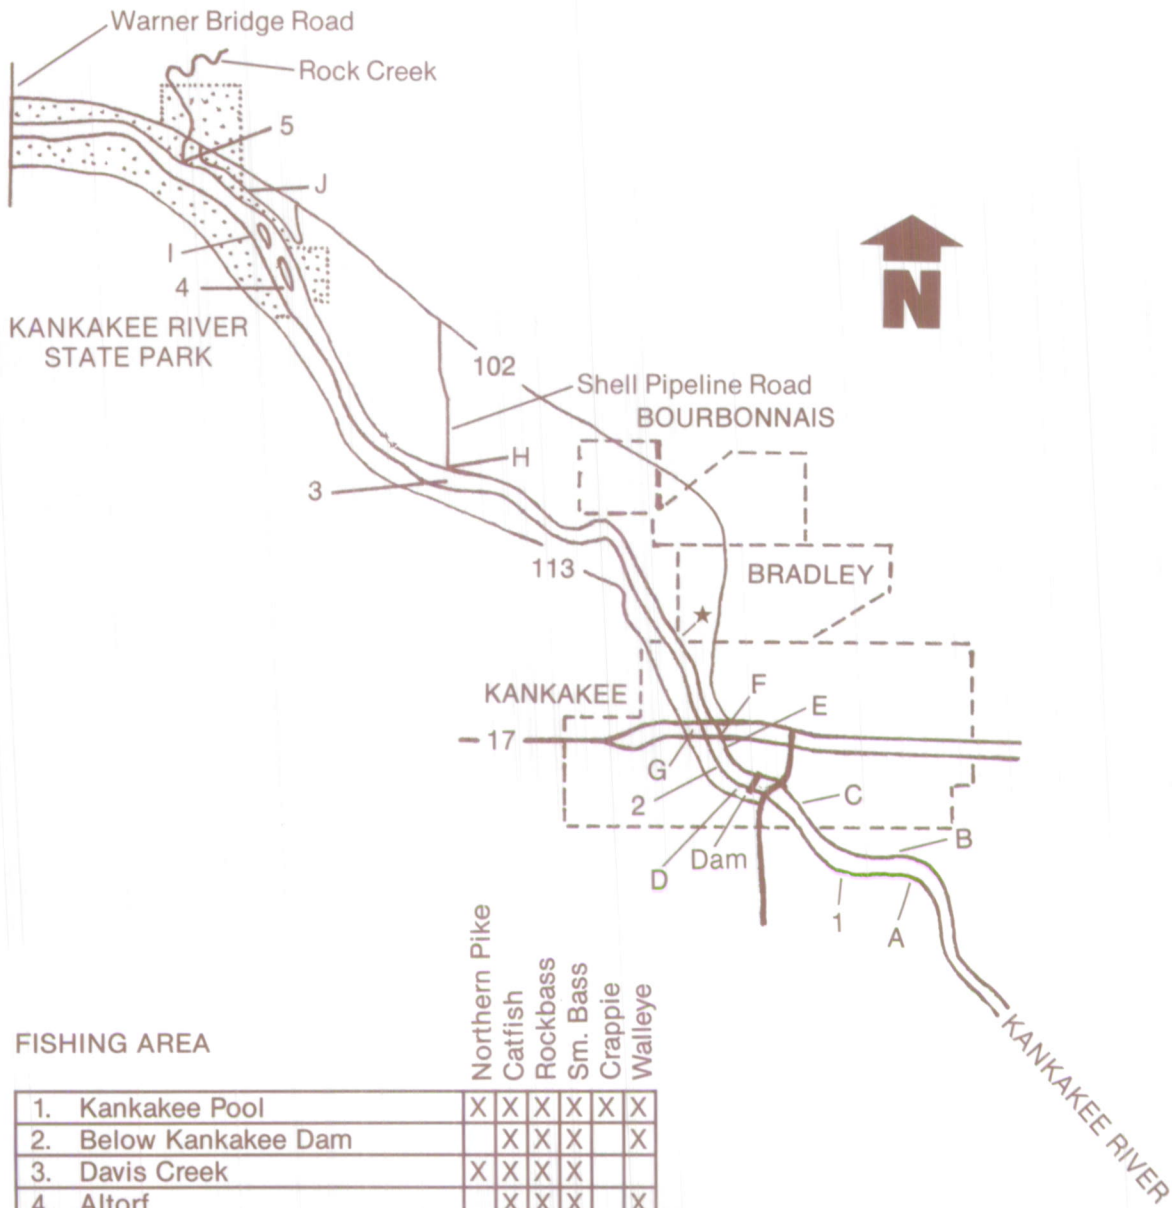 Warner Bridge Road
Rock Creek
5
J
I
4
N
KANKAKEE RIVER
STATE PARK
102
Shell Pipeline Road
BOURBONNAIS
H
3
113
BRADLEY
KANKAKEE
F
E
17
G
2
C
B
Dam
D
1
A
KANKAKEE RIVER
FISHING AREA
Northern Pike
Catfish
Rockbass
Sm. Bass
Crappie
Walleye
1. Kankakee Pool X X X X X X
2. Below Kankakee Dam X X X X
3. Davis Creek X X X X
4. Altorf X X X X